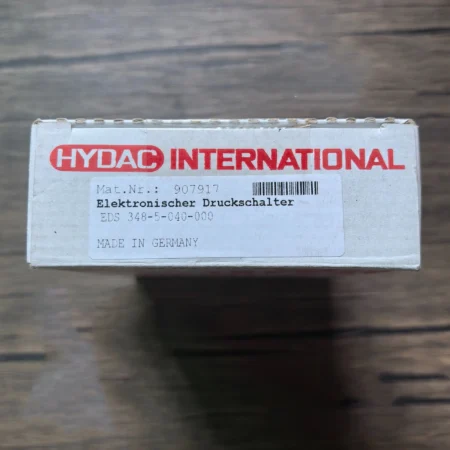 HYDAC INTERNATIONAL
Mat.Nr.: 907917
Elektronischer Druckschalter
EDS 348-5-040-000
MADE IN GERMANY